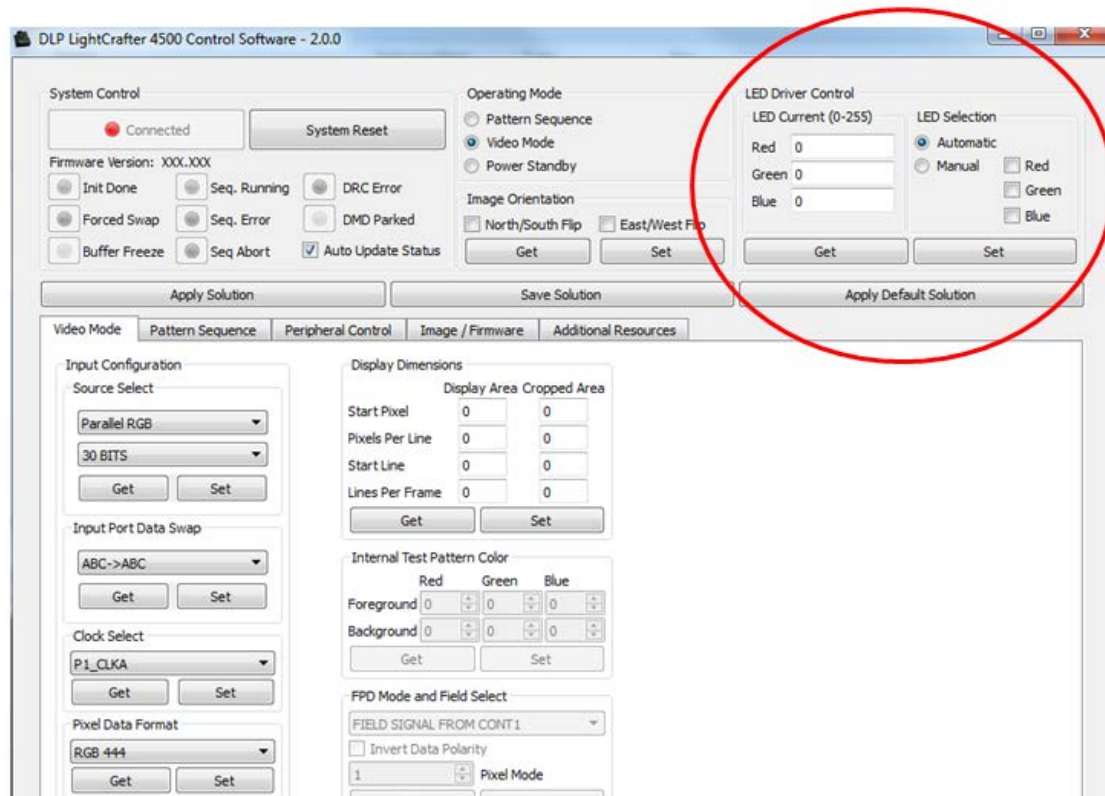 DLP LightCrafter 4500 Control Software - 2.0.0
System Control
Connected
System Reset
Firmware Version: XXX.XXX
Init Done
Seq. Running
DRC Error
Forced Swap
Seq. Error
DMD Parked
Buffer Freeze
Seq Abort
Auto Update Status
Operating Mode
Pattern Sequence
Video Mode
Power Standby
Image Orientation
North/South Flip
East/West Flip
Get
Set
LED Driver Control
LED Current (0-255)
Red 0
Green 0
Blue 0
LED Selection
Automatic
Manual
Red
Green
Blue
Get
Set
Apply Solution
Save Solution
Apply Default Solution
Video Mode
Pattern Sequence
Peripheral Control
Image / Firmware
Additional Resources
Input Configuration
Source Select
Parallel RGB
30 BITS
Get
Set
Input Port Data Swap
ABC->ABC
Get
Set
Clock Select
P1_CLKA
Get
Set
Pixel Data Format
RGB 444
Get
Set
Display Dimensions
Display Area Cropped Area
Start Pixel 0 0
Pixels Per Line 0 0
Start Line 0 0
Lines Per Frame 0 0
Get
Set
Internal Test Pattern Color
Red Green Blue
Foreground 0 0 0
Background 0 0 0
Get
Set
FPD Mode and Field Select
FIELD SIGNAL FROM CONT1
Invert Data Polarity
1 Pixel Mode